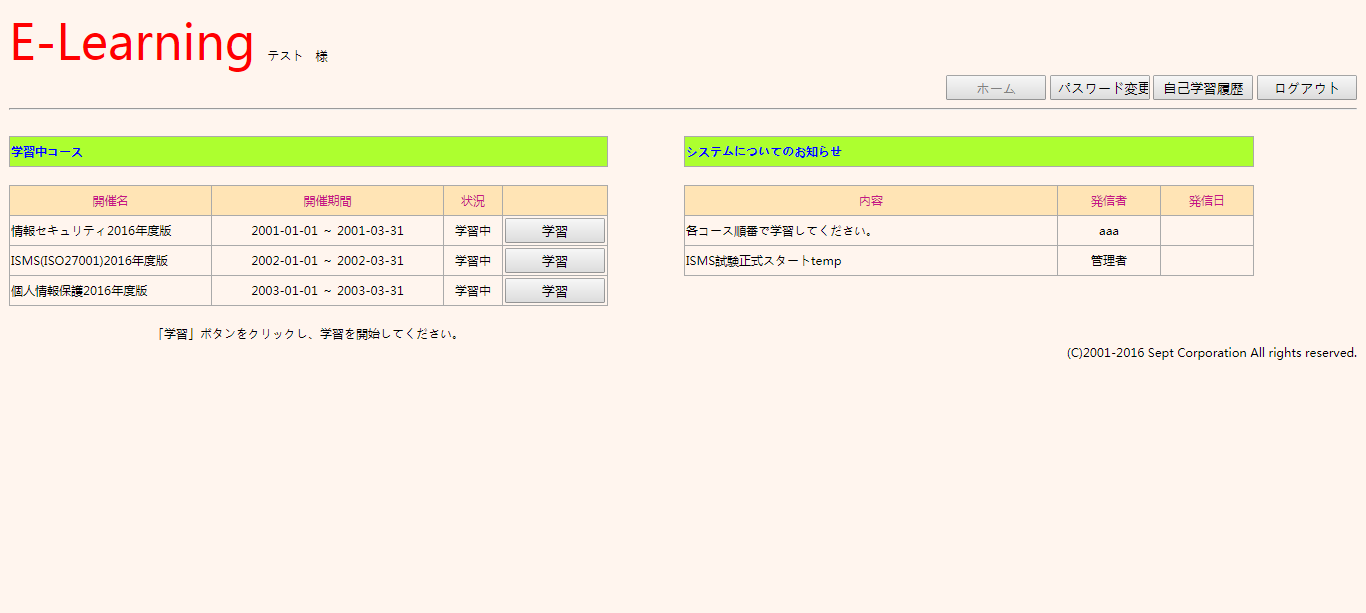 E-Learning テスト 様
ホーム パスワード変更 自己学習履歴 ログアウト
学習中コース
開催名 開催期間 状況
情報セキュリティ2016年度版 2001-01-01 ~ 2001-03-31 学習中 学習
ISMS(ISO27001)2016年度版 2002-01-01 ~ 2002-03-31 学習中 学習
個人情報保護2016年度版 2003-01-01 ~ 2003-03-31 学習中 学習
「学習」ボタンをクリックし、学習を開始してください。
システムについてのお知らせ
内容 発信者 発信日
各コース順番で学習してください。 aaa
ISMS試験正式スタートtemp 管理者
(C)2001-2016 Sept Corporation All rights reserved.